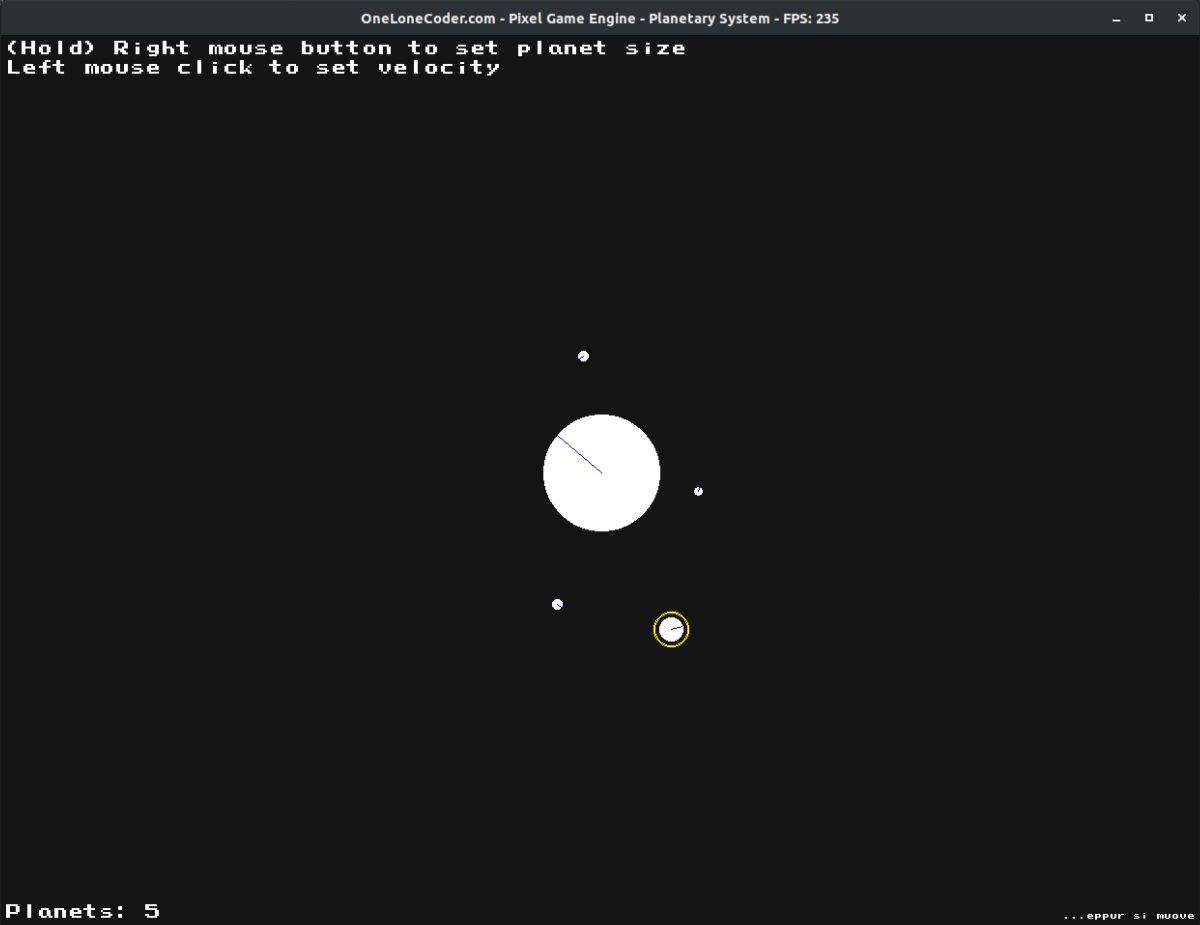 OneLoneCoder.com - Pixel Game Engine - Planetary System - FPS: 235
(Hold) Right mouse button to set planet size
Left mouse click to set velocity
Planets: 5
...eppur si muove